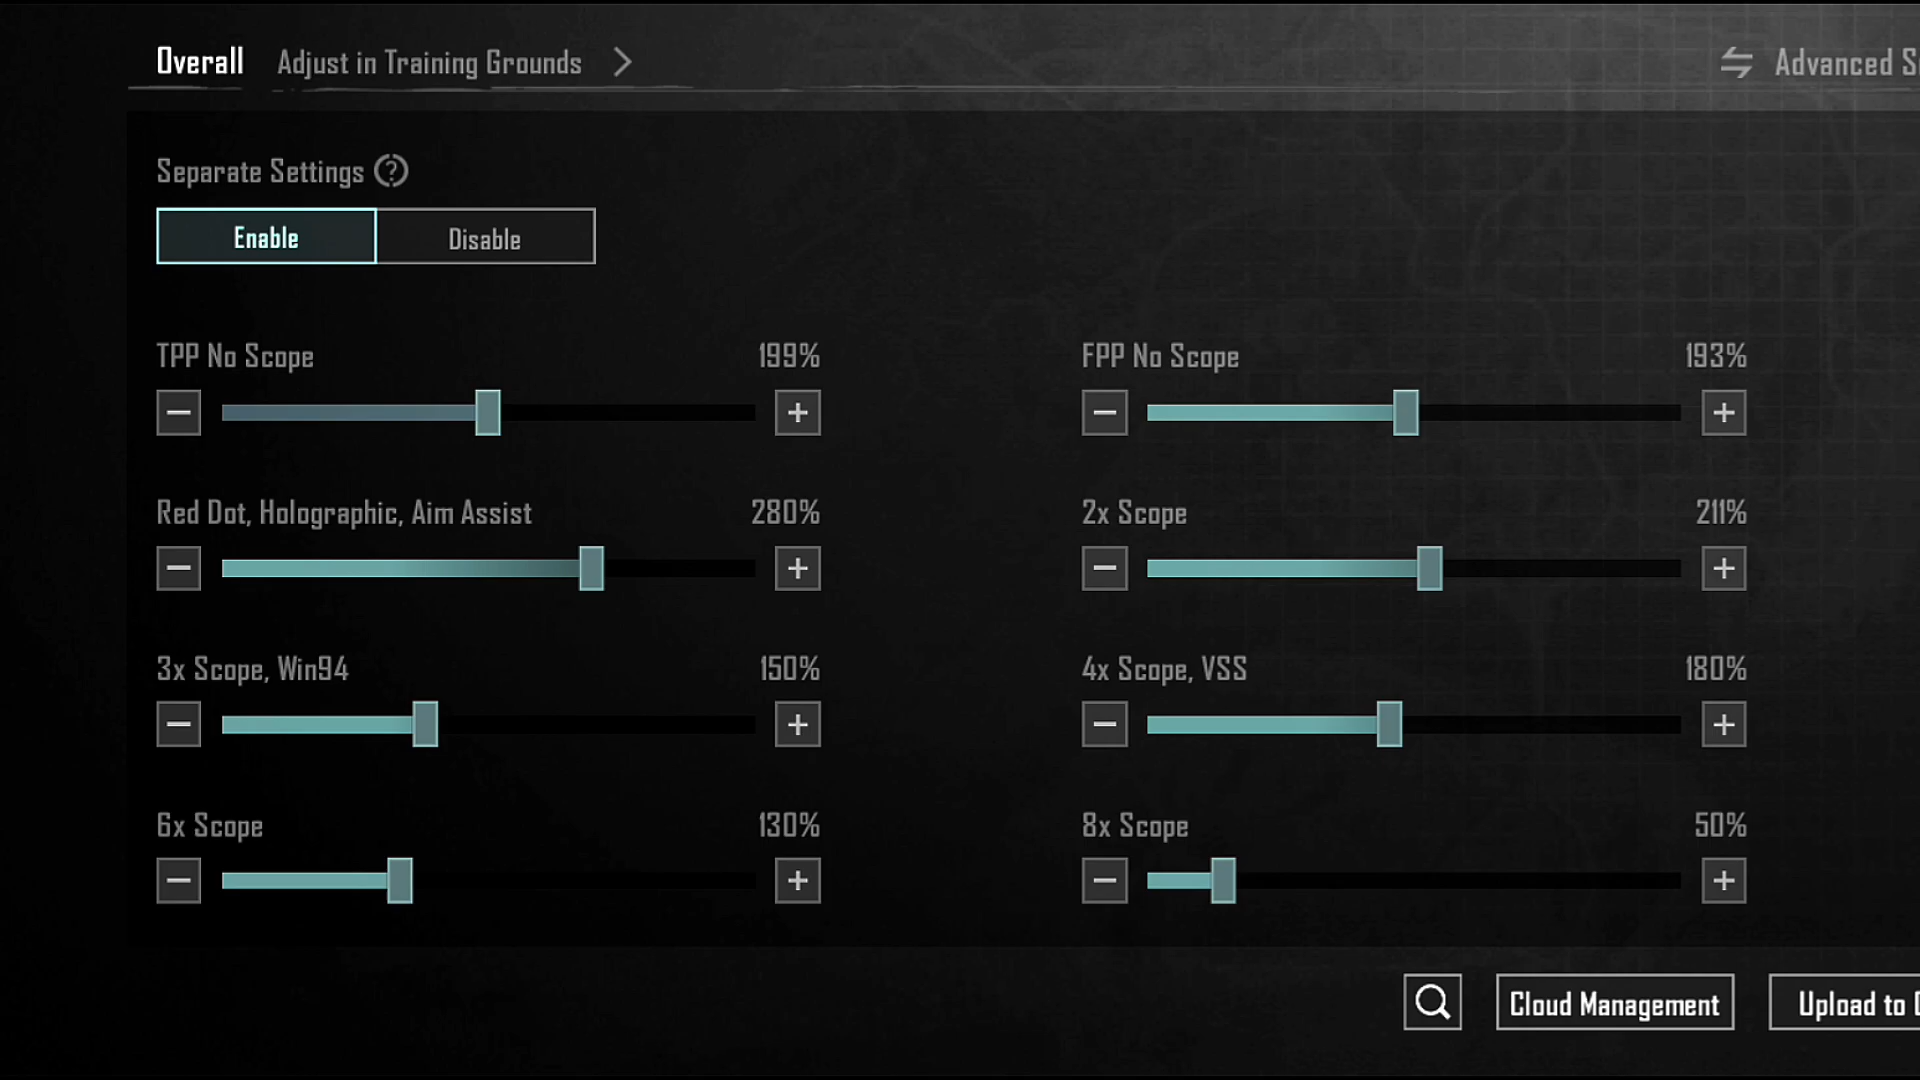 Overall
Adjust in Training Grounds
Advanced S
Separate Settings
Enable
Disable
TPP No Scope
199%
FPP No Scope
193%
Red Dot, Holographic, Aim Assist
280%
2x Scope
211%
3x Scope, Win94
150%
4x Scope, VSS
180%
6x Scope
130%
8x Scope
50%
Cloud Management
Upload to